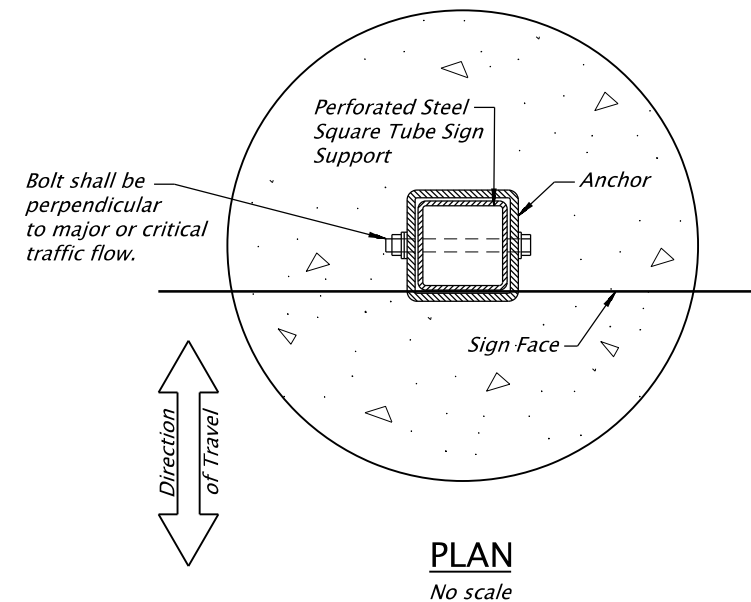 Perforated Steel
Square Tube Sign
Support
Bolt shall be
perpendicular
to major or critical
traffic flow.
Anchor
Sign Face
Direction
of Travel
PLAN
No scale